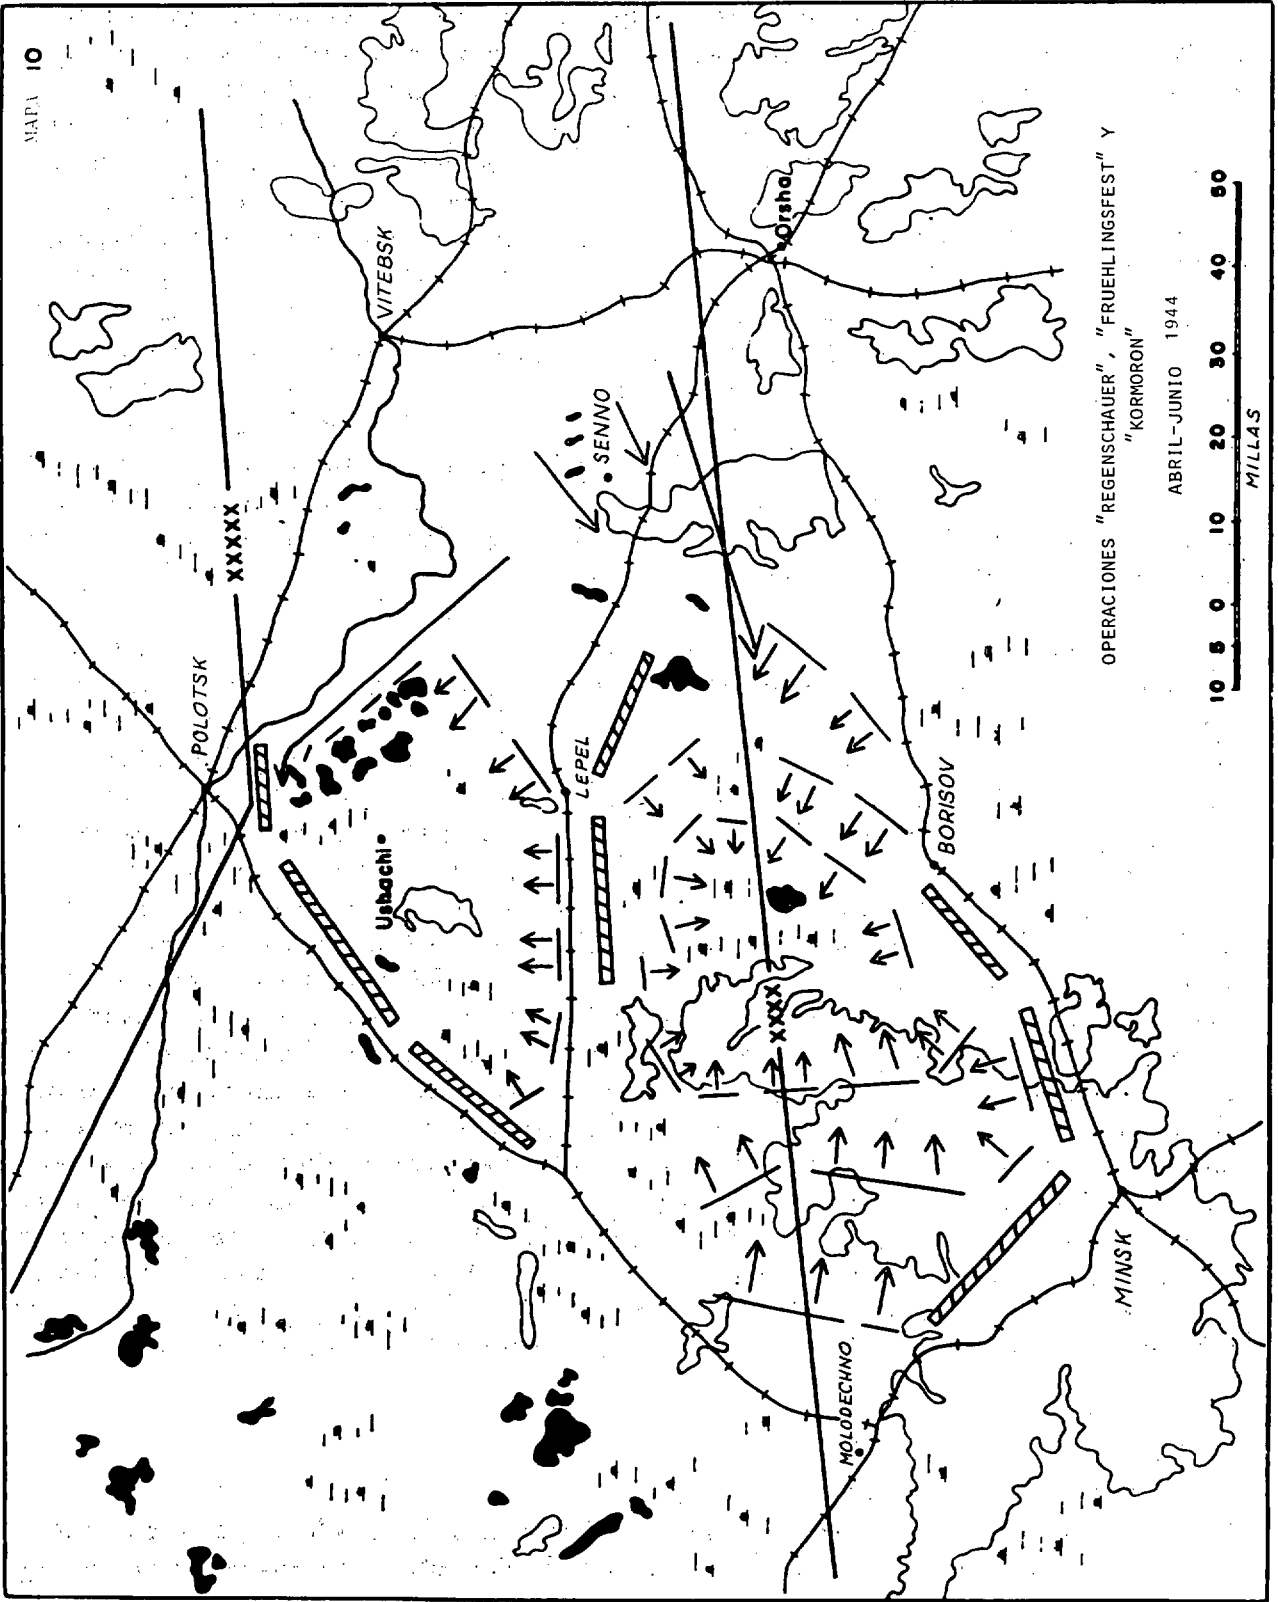 MAPA 10
XXXXX
POLOTSK
VITEBSK
SENNO
Orsha
Ushachi
LEPEL
BORISOV
XXXX
MOLODECHNO
MINSK
OPERACIONES "REGENSCHAUER", "FRUEHLINGSFEST" Y
"KORMORON"
ABRIL-JUNIO 1944
10 5 0 10 20 30 40 50
MILLAS